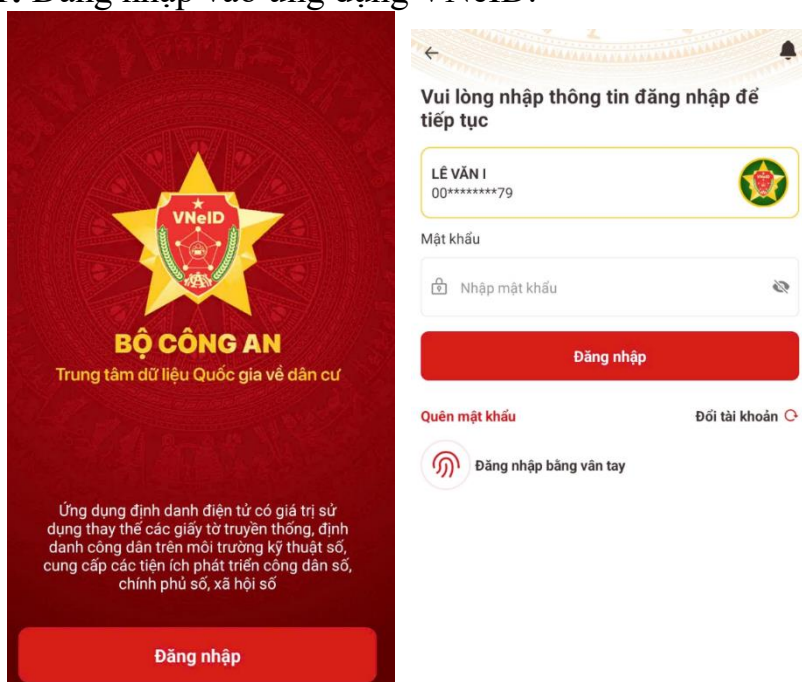 1. Đăng nhập vào ứng dụng VNeID:
VNeID
BỘ CÔNG AN
Trung tâm dữ liệu Quốc gia về dân cư
Ứng dụng định danh điện tử có giá trị sử
dụng thay thế các giấy tờ truyền thống, định
danh công dân trên môi trường kỹ thuật số,
cung cấp các tiện ích phát triển công dân số,
chính phủ số, xã hội số
Đăng nhập
Vui lòng nhập thông tin đăng nhập để
tiếp tục
LÊ VĂN I
00********79
VNeID
Mật khẩu
Nhập mật khẩu
Đăng nhập
Quên mật khẩu
Đổi tài khoản
Đăng nhập bằng vân tay